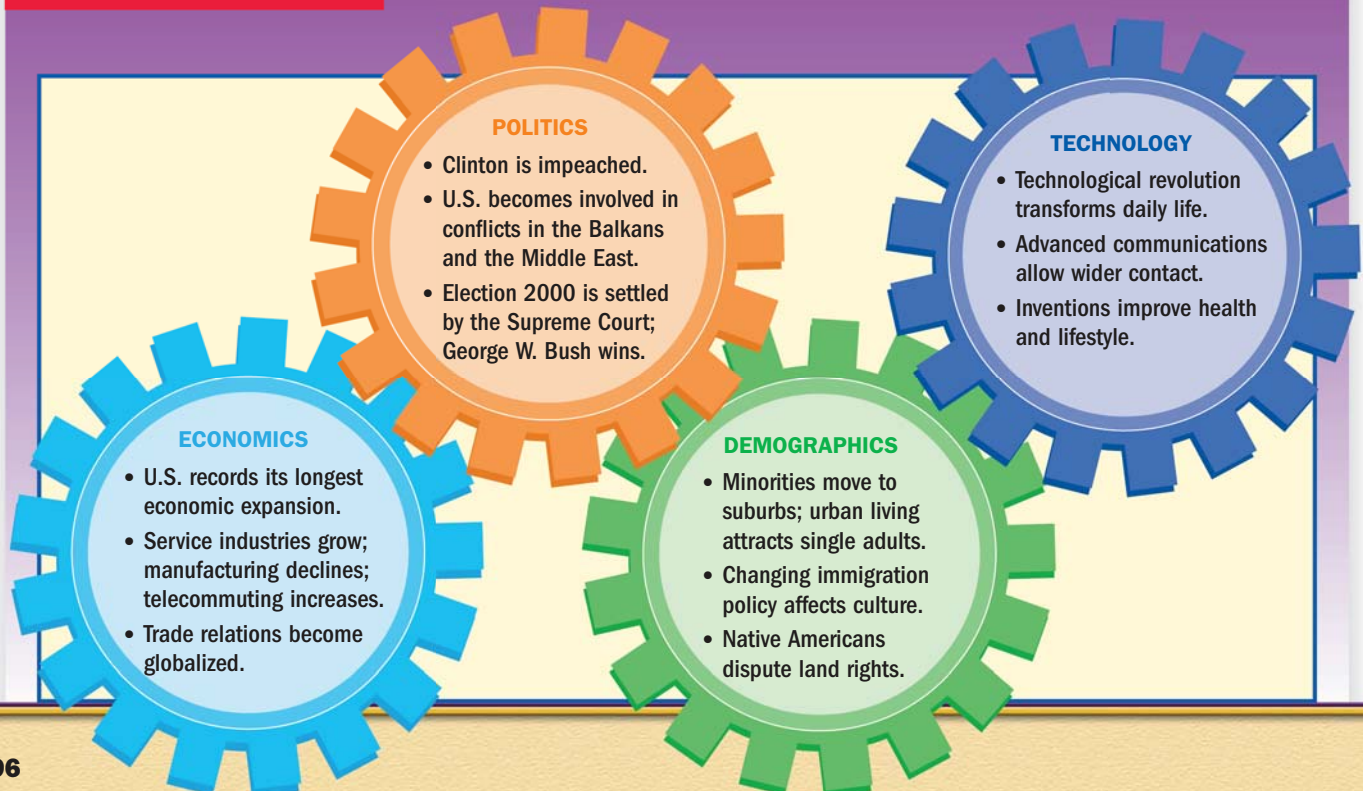 POLITICS
• Clinton is impeached.
• U.S. becomes involved in
conflicts in the Balkans
and the Middle East.
• Election 2000 is settled
by the Supreme Court;
George W. Bush wins.
TECHNOLOGY
• Technological revolution
transforms daily life.
• Advanced communications
allow wider contact.
• Inventions improve health
and lifestyle.
ECONOMICS
• U.S. records its longest
economic expansion.
• Service industries grow;
manufacturing declines;
telecommuting increases.
• Trade relations become
globalized.
DEMOGRAPHICS
• Minorities move to
suburbs; urban living
attracts single adults.
• Changing immigration
policy affects culture.
• Native Americans
dispute land rights.